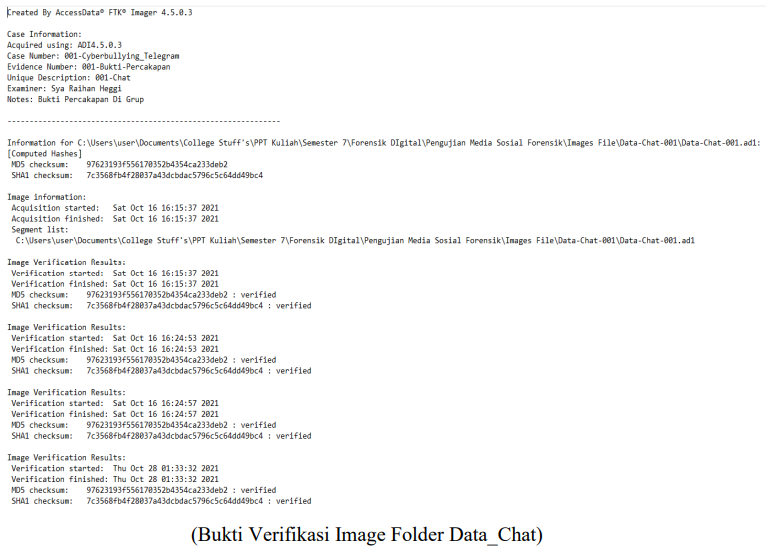 Created By AccessData® FTK® Imager 4.5.0.3
Case Information:
Acquired using: ADI4.5.0.3
Case Number: 001-Cyberbullying_Telegram
Evidence Number: 001-Bukti-Percakapan
Unique Description: 001-Chat
Examiner: Sya Raihan Heggi
Notes: Bukti Percakapan Di Grup
--------------------------------------------------------------
Information for C:\Users\user\Documents\College Stuff's\PPT Kuliah\Semester 7\Forensik DIgital\Pengujian Media Sosial Forensik\Images File\Data-Chat-001\Data-Chat-001.ad1:
[Computed Hashes]
MD5 checksum: 97623193f556170352b4354ca233deb2
SHA1 checksum: 7c3568fb4f28037a43dcbdac5796c5c64dd49bc4
Image information:
Acquisition started: Sat Oct 16 16:15:37 2021
Acquisition finished: Sat Oct 16 16:15:37 2021
Segment list:
C:\Users\user\Documents\College Stuff's\PPT Kuliah\Semester 7\Forensik DIgital\Pengujian Media Sosial Forensik\Images File\Data-Chat-001\Data-Chat-001.ad1
Image Verification Results:
Verification started: Sat Oct 16 16:15:37 2021
Verification finished: Sat Oct 16 16:15:37 2021
MD5 checksum: 97623193f556170352b4354ca233deb2 : verified
SHA1 checksum: 7c3568fb4f28037a43dcbdac5796c5c64dd49bc4 : verified
Image Verification Results:
Verification started: Sat Oct 16 16:24:53 2021
Verification finished: Sat Oct 16 16:24:53 2021
MD5 checksum: 97623193f556170352b4354ca233deb2 : verified
SHA1 checksum: 7c3568fb4f28037a43dcbdac5796c5c64dd49bc4 : verified
Image Verification Results:
Verification started: Sat Oct 16 16:24:57 2021
Verification finished: Sat Oct 16 16:24:57 2021
MD5 checksum: 97623193f556170352b4354ca233deb2 : verified
SHA1 checksum: 7c3568fb4f28037a43dcbdac5796c5c64dd49bc4 : verified
Image Verification Results:
Verification started: Thu Oct 28 01:33:32 2021
Verification finished: Thu Oct 28 01:33:32 2021
MD5 checksum: 97623193f556170352b4354ca233deb2 : verified
SHA1 checksum: 7c3568fb4f28037a43dcbdac5796c5c64dd49bc4 : verified
(Bukti Verifikasi Image Folder Data_Chat)